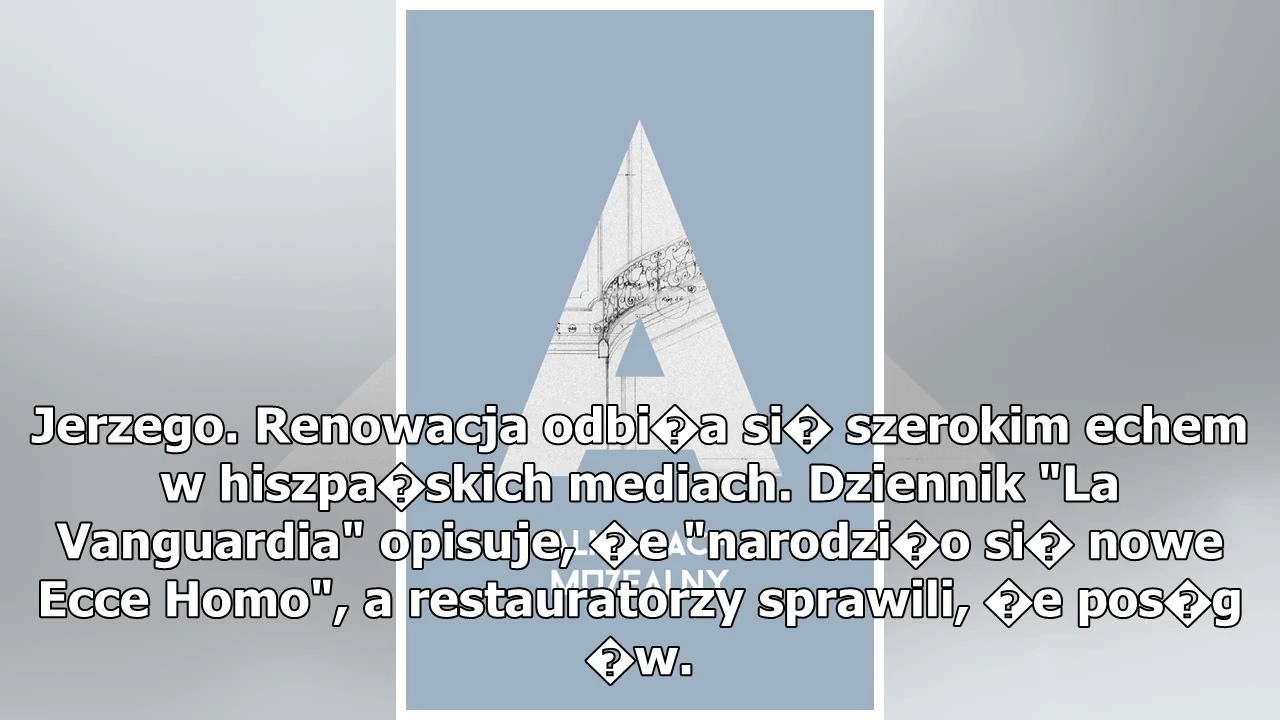 Jerzego. Renowacja odbi�a si� szerokim echem
w hiszpa�skich mediach. Dziennik "La
Vanguardia" opisuje, �e "narodzi�o si� nowe
Ecce Homo", a restauratorzy sprawili, �e pos�g
�w.
MUZEALNY